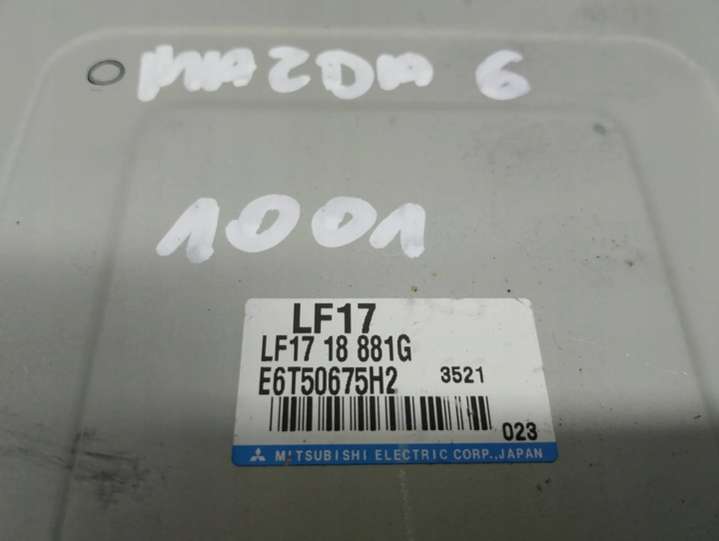 MAZDA 6
1001
LF17
LF17 18 881G
E6T50675H2 3521
023
MITSUBISHI ELECTRIC CORP.,JAPAN